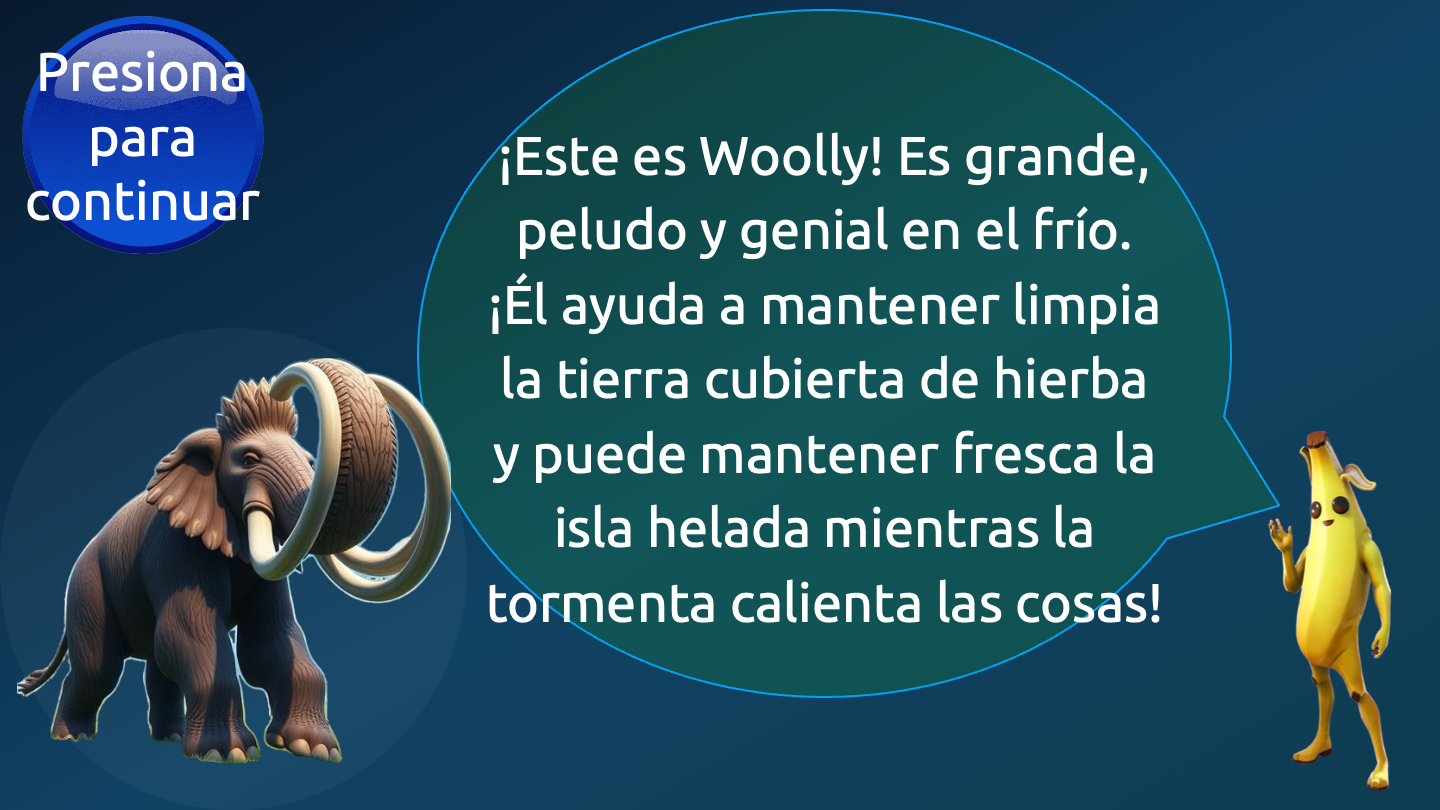 Presiona
para
continuar
¡Este es Woolly! Es grande,
peludo y genial en el frío.
¡Él ayuda a mantener limpia
la tierra cubierta de hierba
y puede mantener fresca la
isla helada mientras la
tormenta calienta las cosas!